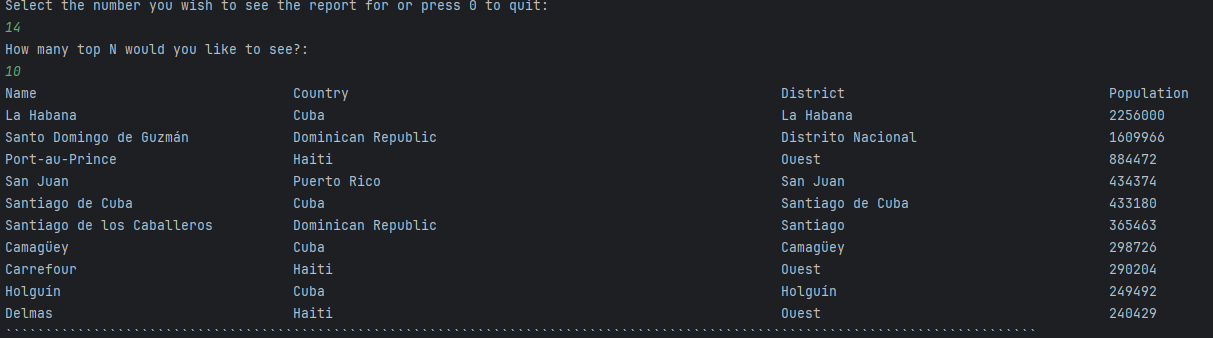 Select the number you wish to see the report for or press 0 to quit:
14
How many top N would you like to see?:
10
Name Country District Population
La Habana Cuba La Habana 2256000
Santo Domingo de Guzmán Dominican Republic Distrito Nacional 1609966
Port-au-Prince Haiti Ouest 884472
San Juan Puerto Rico San Juan 434374
Santiago de Cuba Cuba Santiago de Cuba 433180
Santiago de los Caballeros Dominican Republic Santiago 365463
Camagüey Cuba Camagüey 298726
Carrefour Haiti Ouest 290204
Holguín Cuba Holguín 249492
Delmas Haiti Ouest 240429